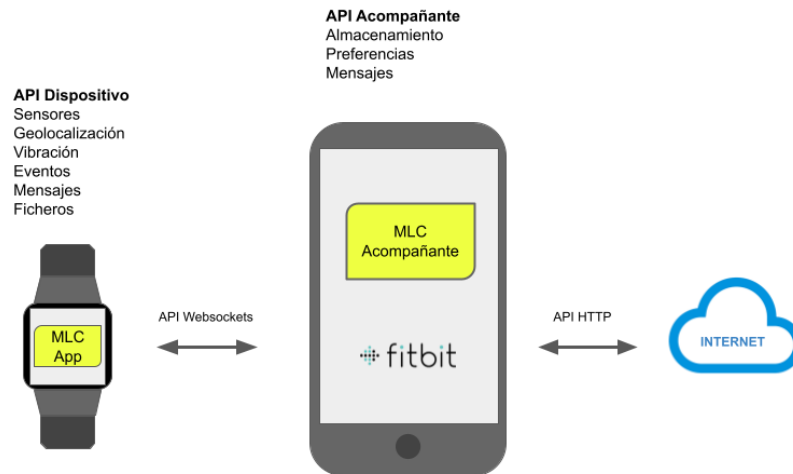 API Acompañante
Almacenamiento
Preferencias
Mensajes
API Dispositivo
Sensores
Geolocalización
Vibración
Eventos
Mensajes
Ficheros
MLC
App
API Websockets
MLC
Acompañante
fitbit
API HTTP
INTERNET